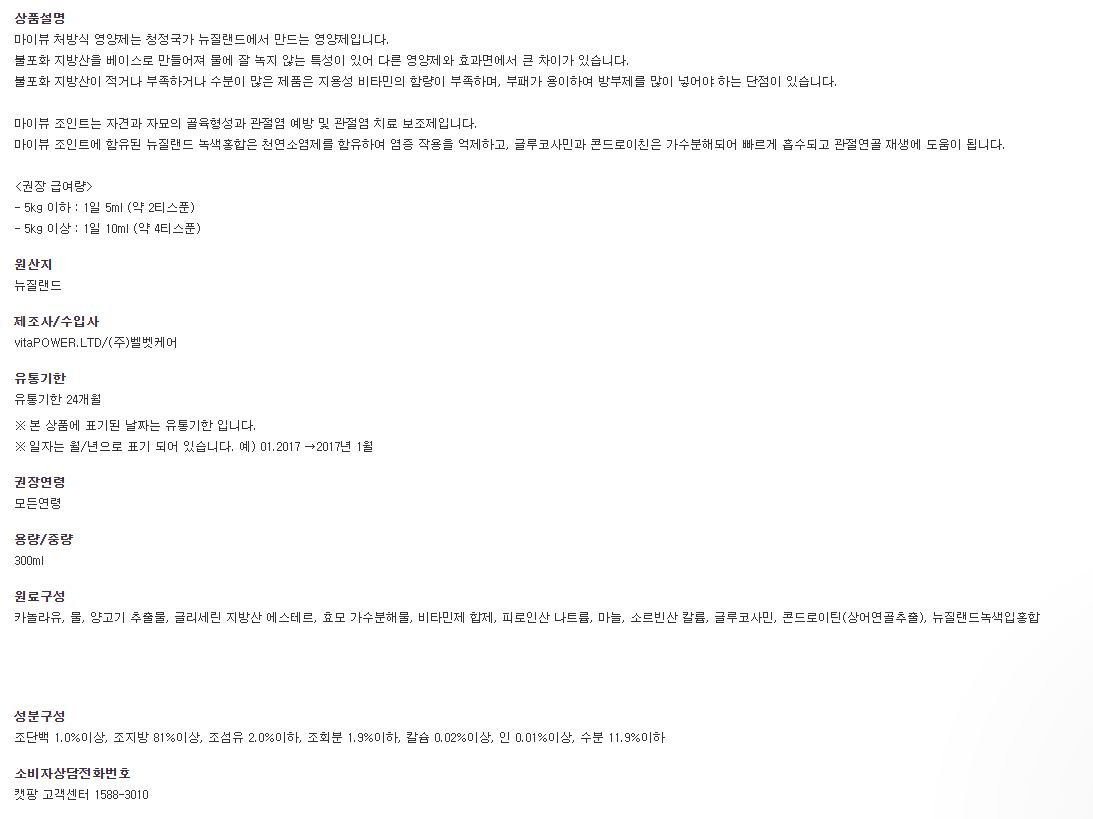 상품설명
마이뷰 처방식 영양제는 청정국가 뉴질랜드에서 만드는 영양제입니다.
불포화 지방산을 베이스로 만들어져 물에 잘 녹지 않는 특성이 있어 다른 영양제와 효과면에서 큰 차이가 있습니다.
불포화 지방산이 적거나 부족하거나 수분이 많은 제품은 지용성 비타민의 함량이 부족하며, 부패가 용이하여 방부제를 많이 넣어야 하는 단점이 있습니다.
마이뷰 조인트는 자견과 자묘의 골육형성과 관절염 예방 및 관절염 치료 보조제입니다.
마이뷰 조인트에 함유된 뉴질랜드 녹색홍합은 천연소염제를 함유하여 염증 작용을 억제하고, 글루코사민과 콘드로이친은 가수분해되어 빠르게 흡수되고 관절연골 재생에 도움이 됩니다.
<권장 급여량>
- 5kg 이하 : 1일 5ml (약 2티스푼)
- 5kg 이상 : 1일 10ml (약 4티스푼)
원산지
뉴질랜드
제조사/수입사
vitaPOWER.LTD/(주)벨벳케어
유통기한
유통기한 24개월
※ 본 상품에 표기된 날짜는 유통기한 입니다.
※ 일자는 월/년으로 표기 되어 있습니다. 예) 01.2017 →2017년 1월
권장연령
모든연령
용량/중량
300ml
원료구성
카놀라유, 물, 양고기 추출물, 글리세린 지방산 에스테르, 효모 가수분해물, 비타민제 합제, 피로인산 나트륨, 마늘, 소르빈산 칼륨, 글루코사민, 콘드로이틴(상어연골추출), 뉴질랜드녹색입홍합
성분구성
조단백 1.0%이상, 조지방 81%이상, 조섬유 2.0%이하, 조회분 1.9%이하, 칼슘 0.02%이상, 인 0.01%이상, 수분 11.9%이하
소비자상담전화번호
캣팡 고객센터 1588-3010